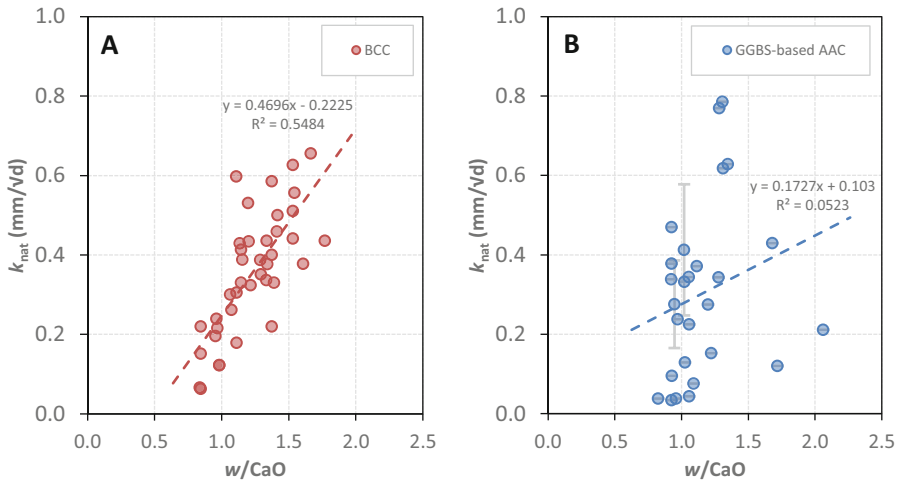 A
BCC
y = 0.4696x - 0.2225
R² = 0.5484
1.0
0.8
0.6
0.4
0.2
0.0
k_nat (mm/√d)
0.0 0.5 1.0 1.5 2.0 2.5
w/CaO
B
GGBS-based AAC
y = 0.1727x + 0.103
R² = 0.0523
1.0
0.8
0.6
0.4
0.2
0.0
k_nat (mm/√d)
0.0 0.5 1.0 1.5 2.0 2.5
w/CaO